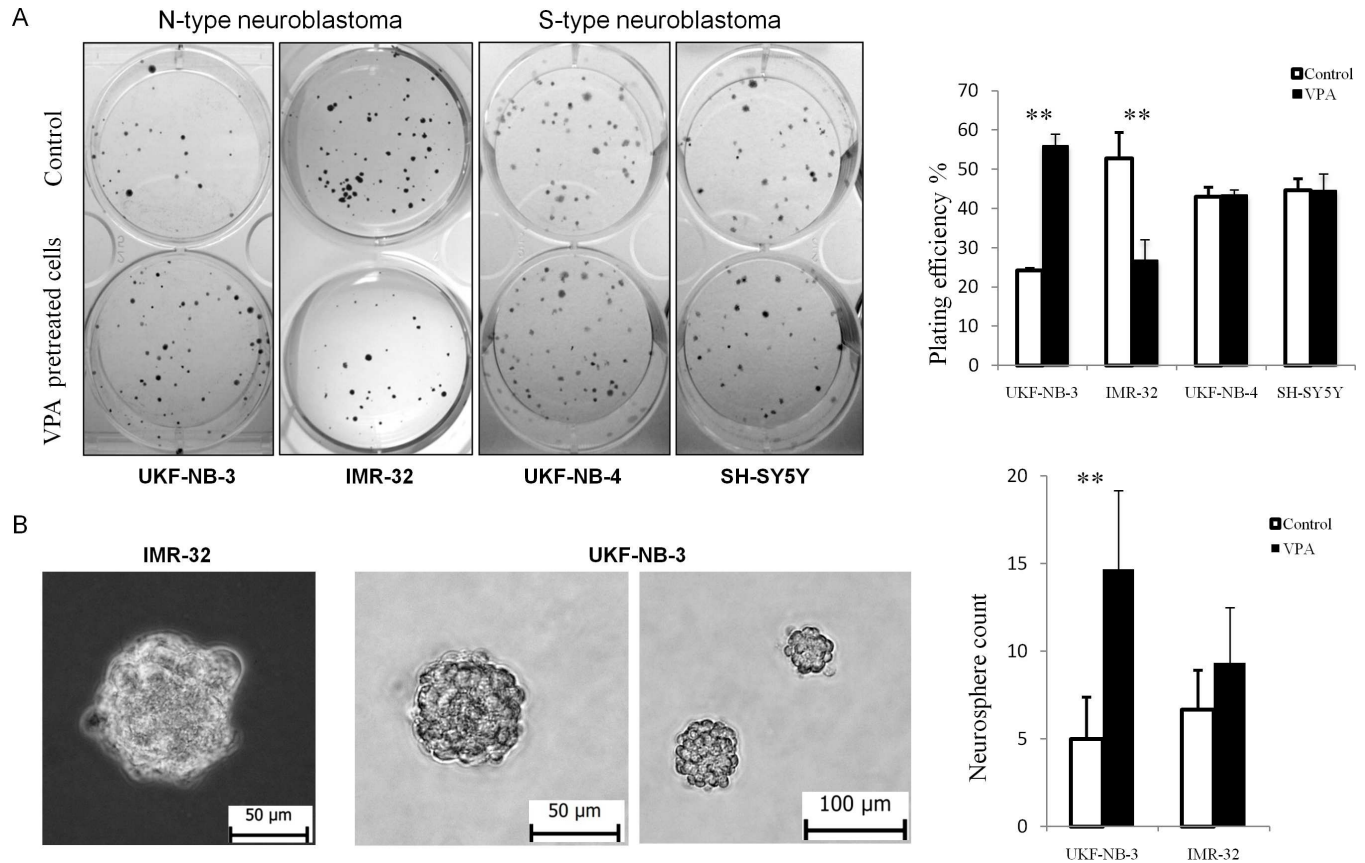 A
N-type neuroblastoma
S-type neuroblastoma
Control
VPA pretreated cells
UKF-NB-3
IMR-32
UKF-NB-4
SH-SY5Y
Control
VPA
Plating efficiency %
70
60
50
40
30
20
10
0
**
**
UKF-NB-3
IMR-32
UKF-NB-4
SH-SY5Y
B
IMR-32
UKF-NB-3
50 µm
50 µm
100 µm
Control
VPA
Neurosphere count
20
15
10
5
0
**
UKF-NB-3
IMR-32